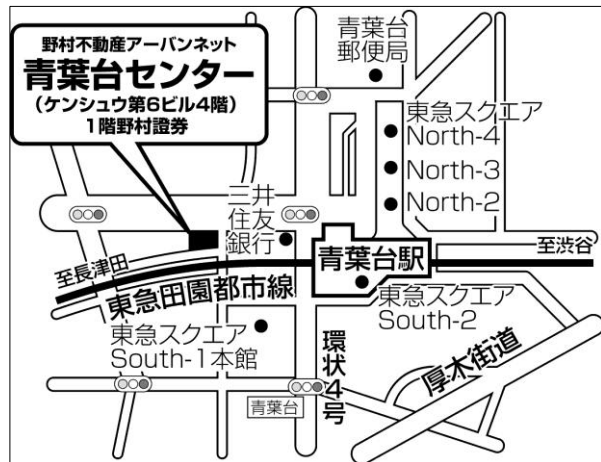 野村不動産アーバンネット
青葉台センター
(ケンシュウ第6ビル4階)
1階野村證券
青葉台
郵便局
東急スクエア
North-4
North-3
North-2
三井
住友
銀行
青葉台駅
至渋谷
至長津田
東急田園都市線
東急スクエア
South-2
東急スクエア
South-1本館
環状4号
厚木街道
青葉台